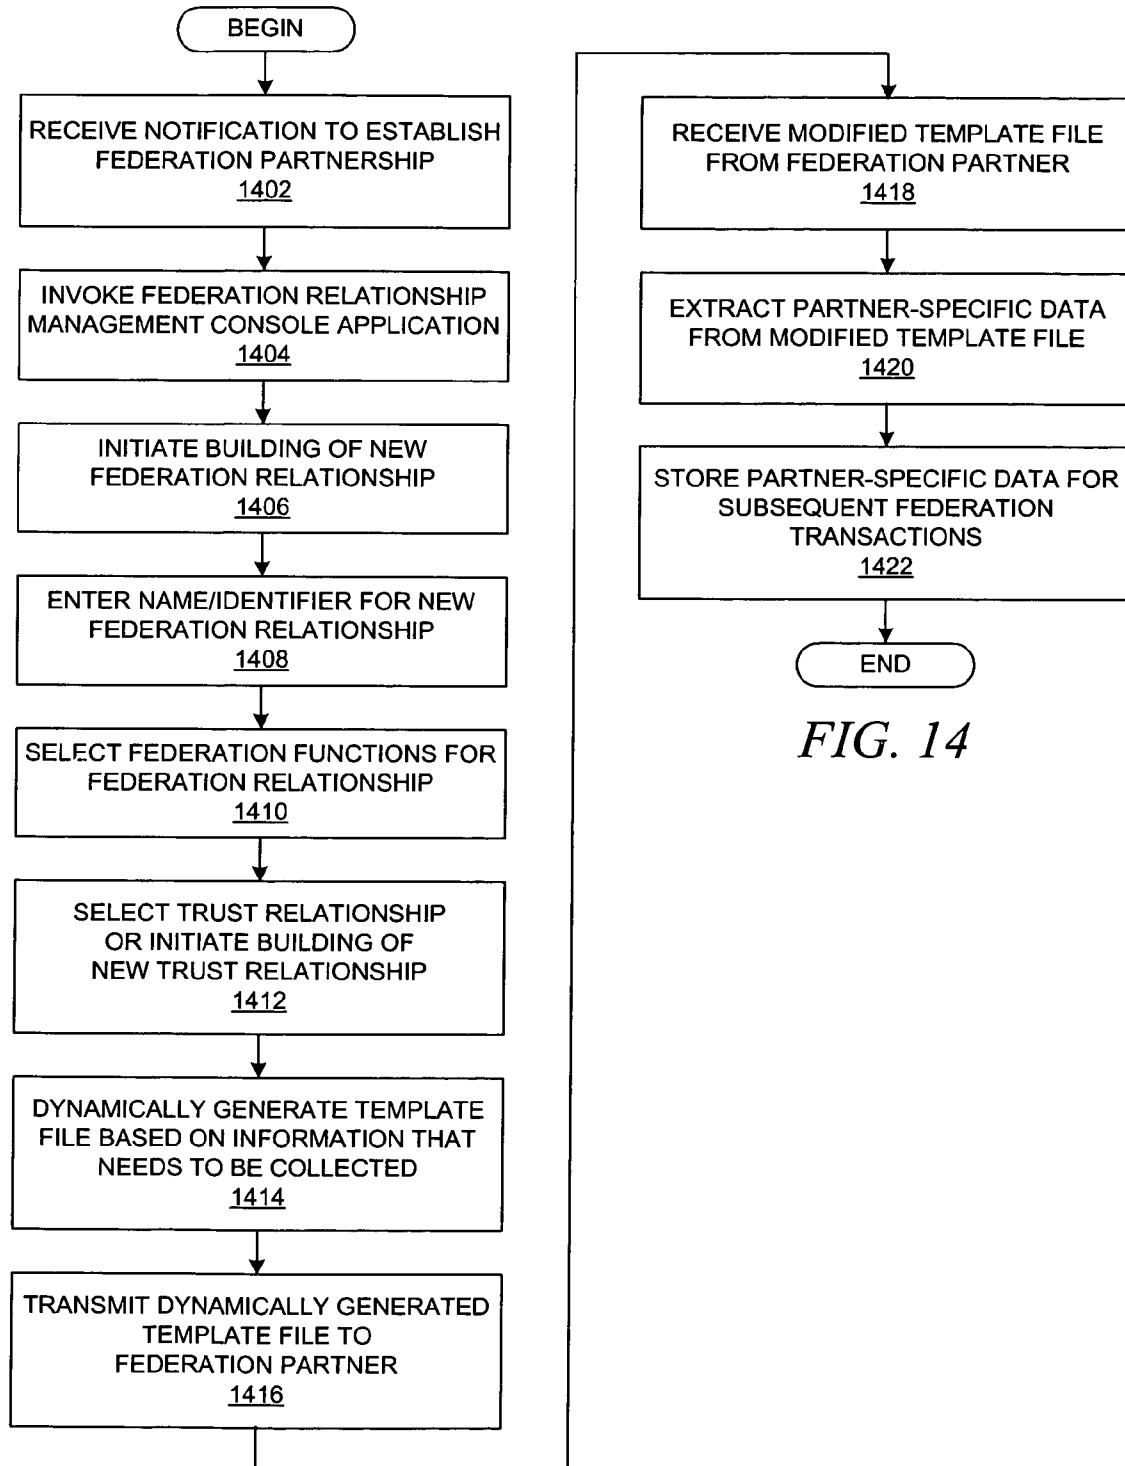 BEGIN
RECEIVE NOTIFICATION TO ESTABLISH
FEDERATION PARTNERSHIP
1402
INVOKE FEDERATION RELATIONSHIP
MANAGEMENT CONSOLE APPLICATION
1404
INITIATE BUILDING OF NEW
FEDERATION RELATIONSHIP
1406
ENTER NAME/IDENTIFIER FOR NEW
FEDERATION RELATIONSHIP
1408
SELECT FEDERATION FUNCTIONS FOR
FEDERATION RELATIONSHIP
1410
SELECT TRUST RELATIONSHIP
OR INITIATE BUILDING OF
NEW TRUST RELATIONSHIP
1412
DYNAMICALLY GENERATE TEMPLATE
FILE BASED ON INFORMATION THAT
NEEDS TO BE COLLECTED
1414
TRANSMIT DYNAMICALLY GENERATED
TEMPLATE FILE TO
FEDERATION PARTNER
1416
RECEIVE MODIFIED TEMPLATE FILE
FROM FEDERATION PARTNER
1418
EXTRACT PARTNER-SPECIFIC DATA
FROM MODIFIED TEMPLATE FILE
1420
STORE PARTNER-SPECIFIC DATA FOR
SUBSEQUENT FEDERATION
TRANSACTIONS
1422
END
FIG. 14